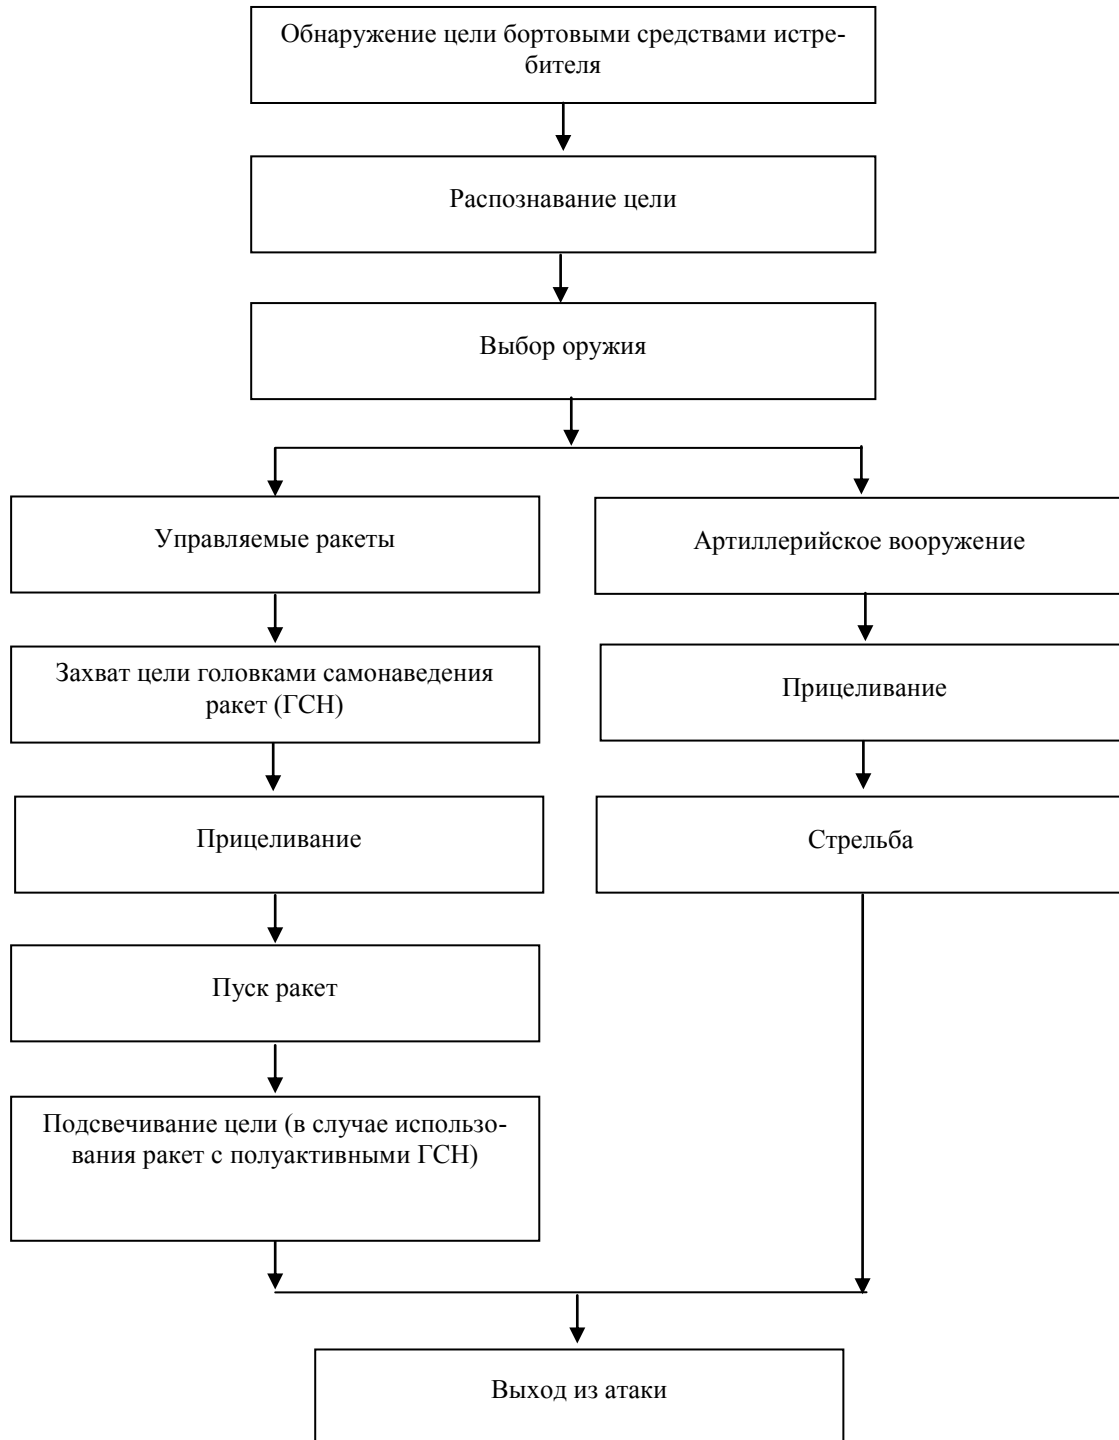 Обнаружение цели бортовыми средствами истре-
бителя
Распознавание цели
Выбор оружия
Управляемые ракеты
Артиллерийское вооружение
Захват цели головками самонаведения
ракет (ГСН)
Прицеливание
Прицеливание
Стрельба
Пуск ракет
Подсвечивание цели (в случае использо-
вания ракет с полуактивными ГСН)
Выход из атаки